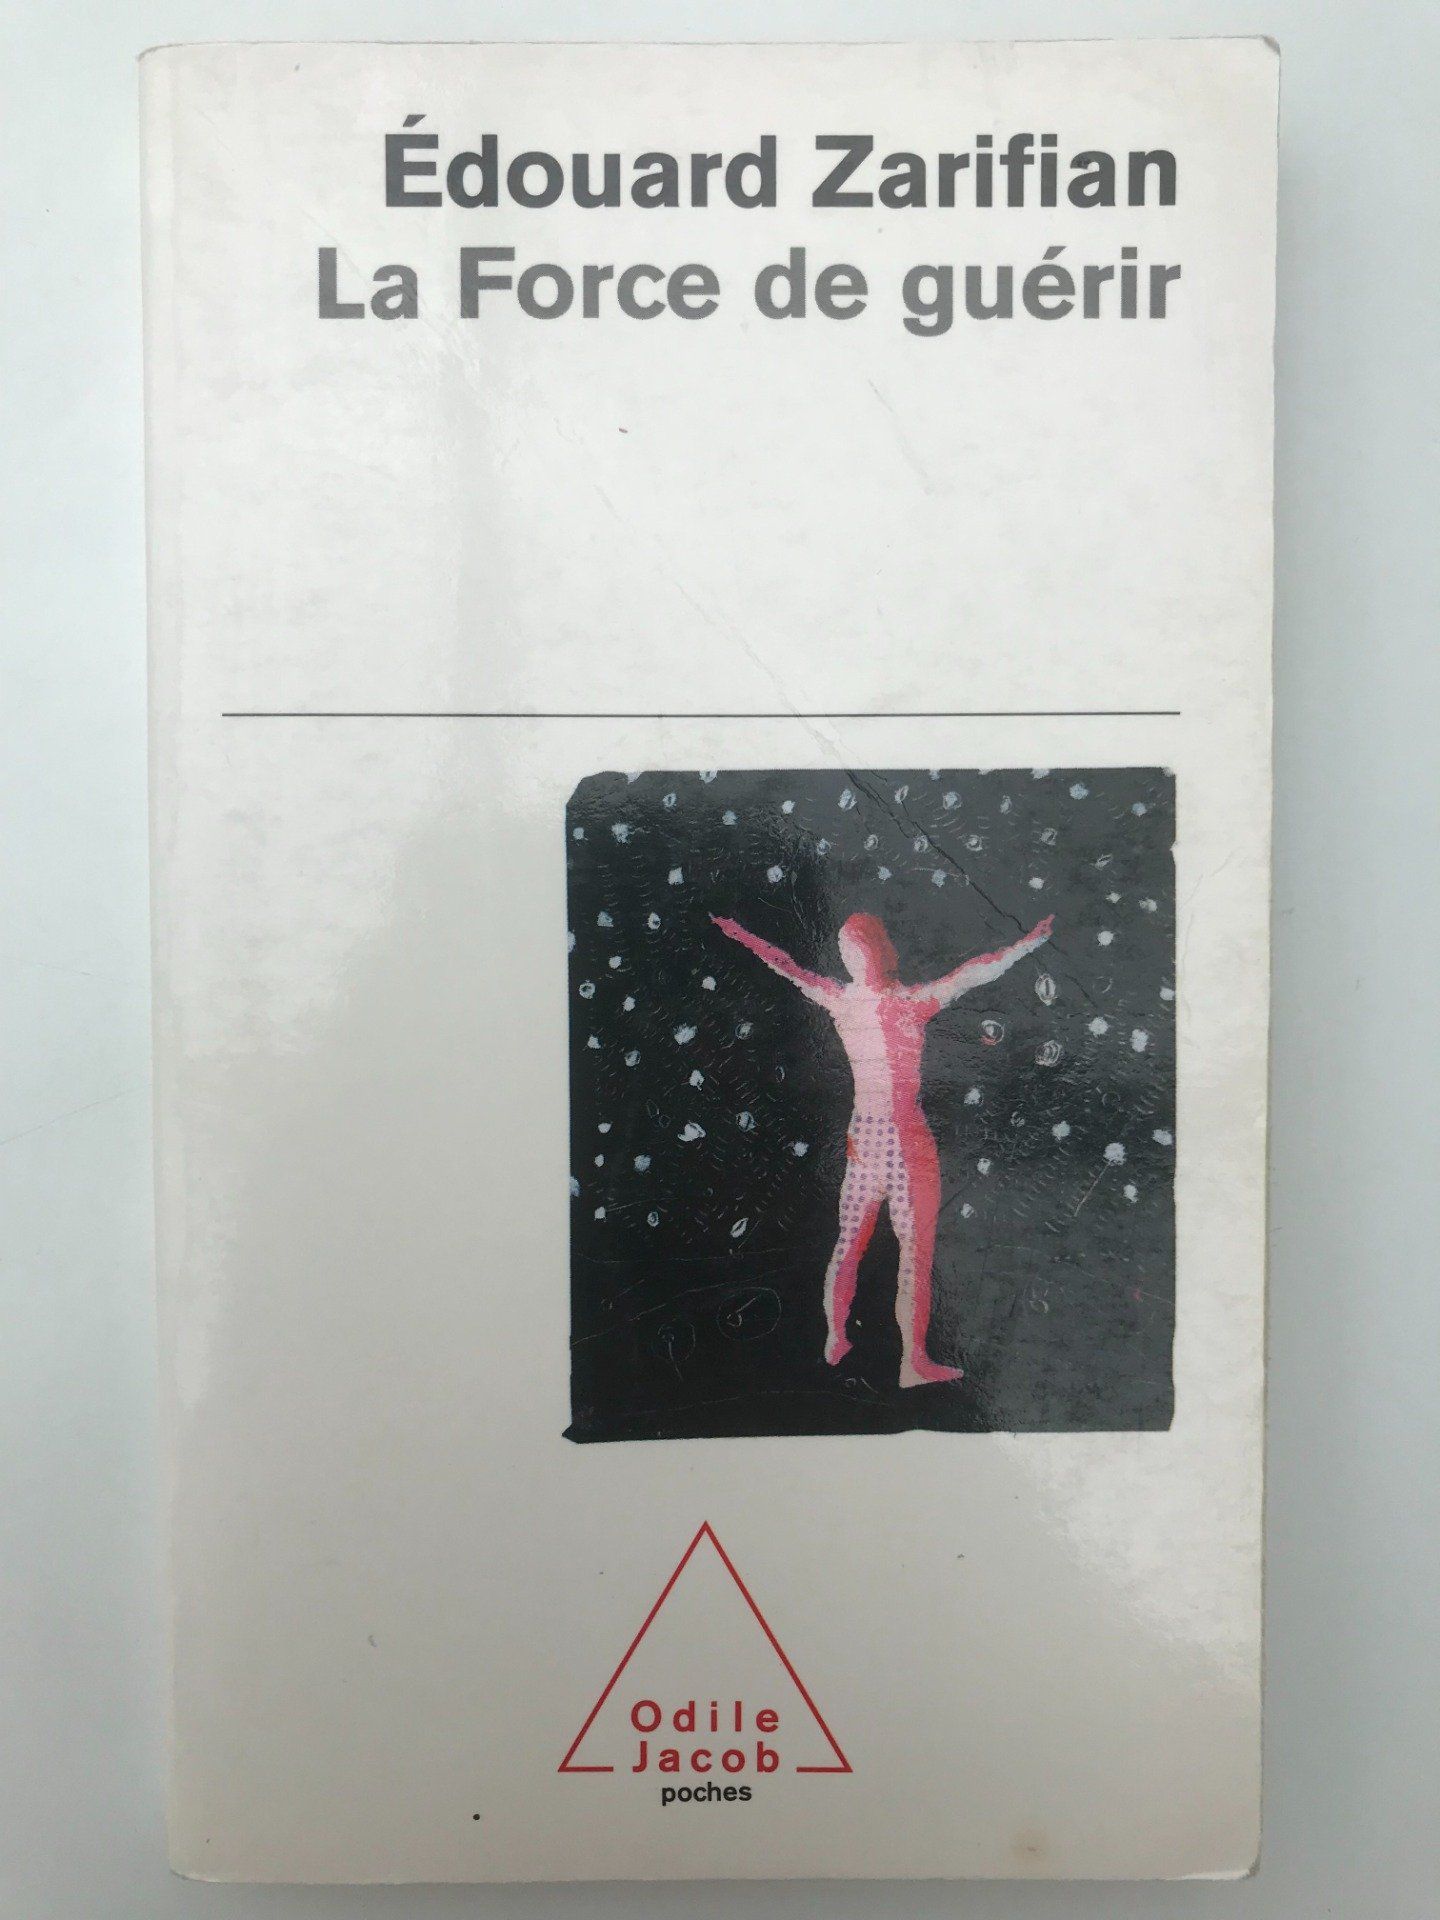 Édouard Zarifian
La Force de guérir
Odile
Jacob
poches